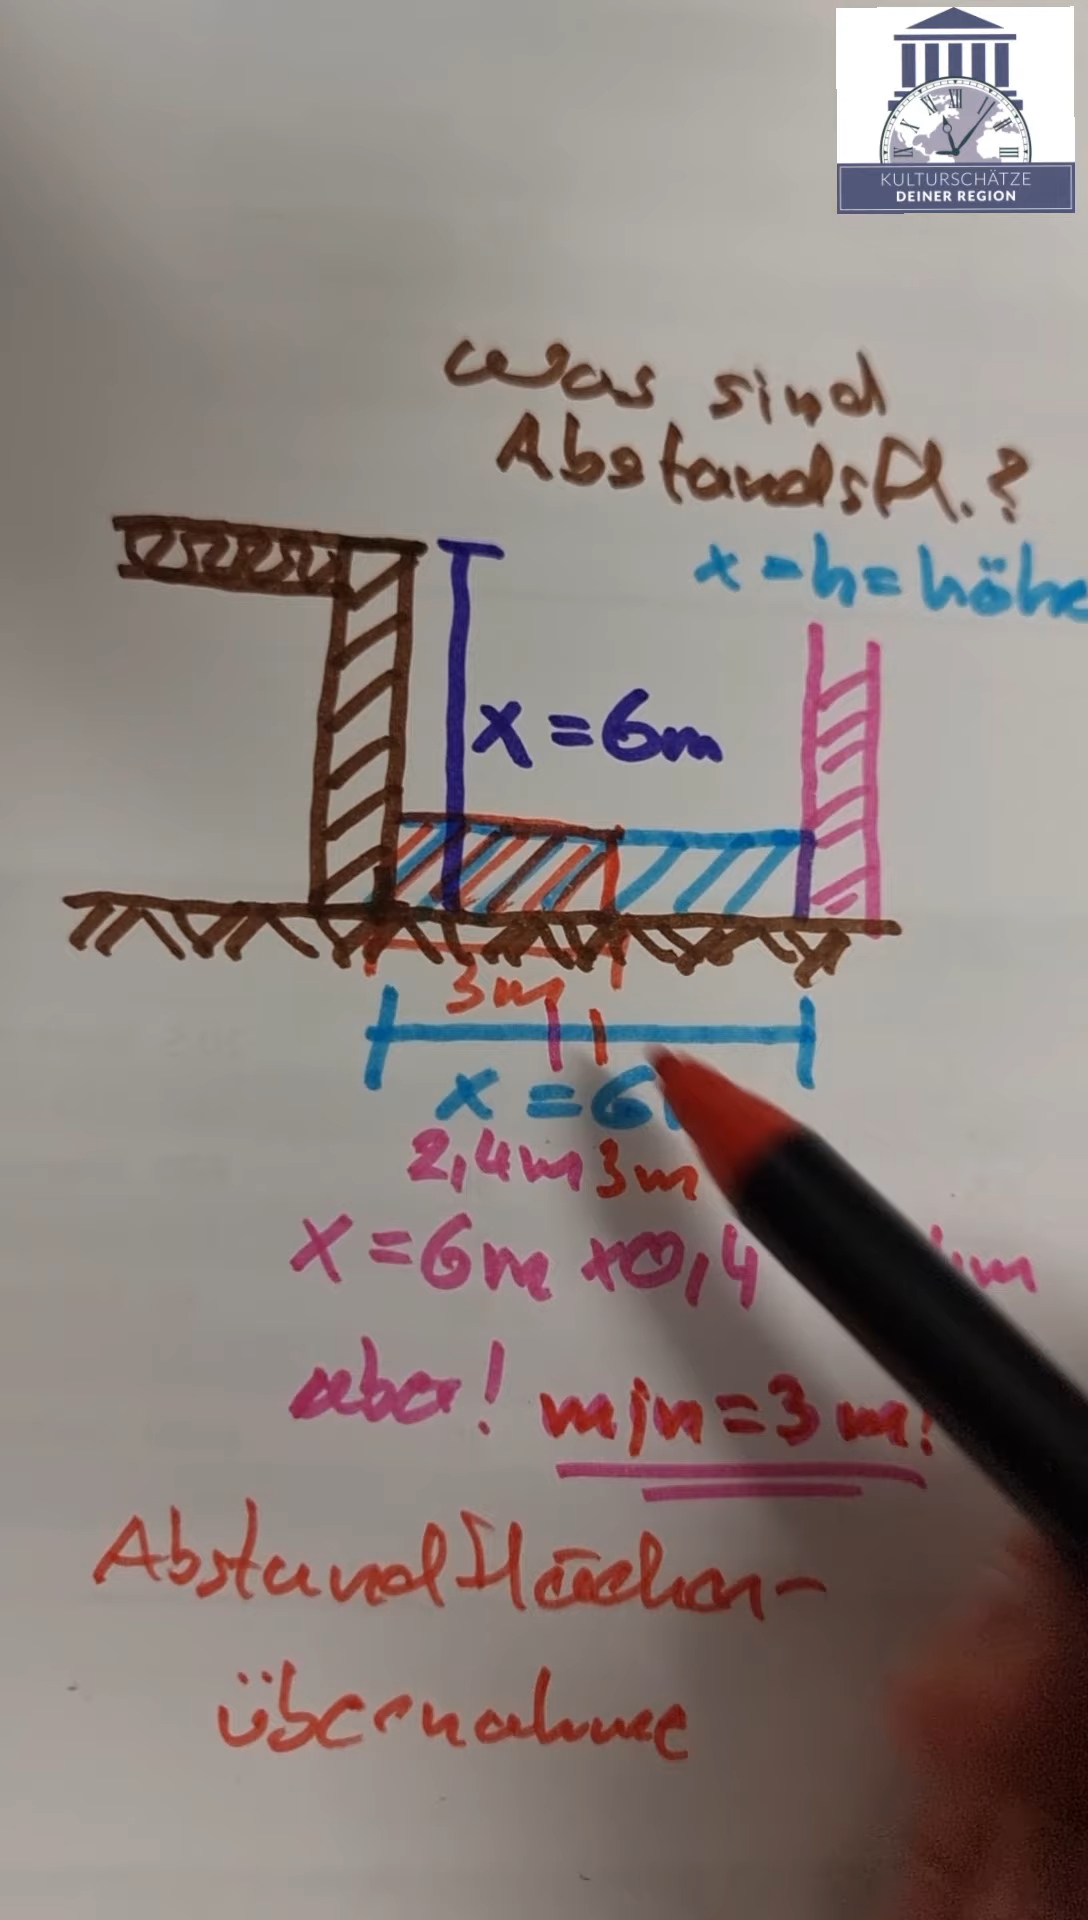 KULTURSCHÄTZE
DEINER REGION
Was sind
Abstandsfl.?
x = h = höhe
x = 6m
3m
x = 6
2,4m 3m
x = 6m x0,4
aber! min = 3m!
Abstandflächen-
übernahme